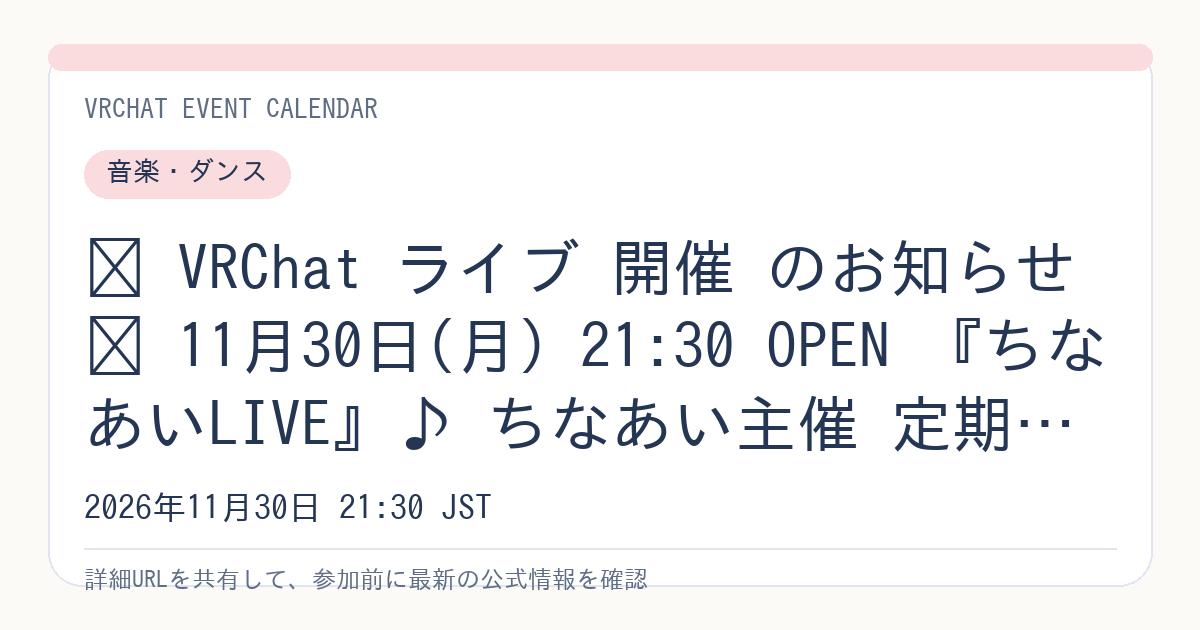 VRCHAT EVENT CALENDAR
音楽・ダンス
VRChat ライブ 開催 のお知らせ
11月30日(月) 21:30 OPEN 『ちな
あいLIVE』♪ ちなあい主催 定期…
2026年11月30日 21:30 JST
詳細URLを共有して、参加前に最新の公式情報を確認